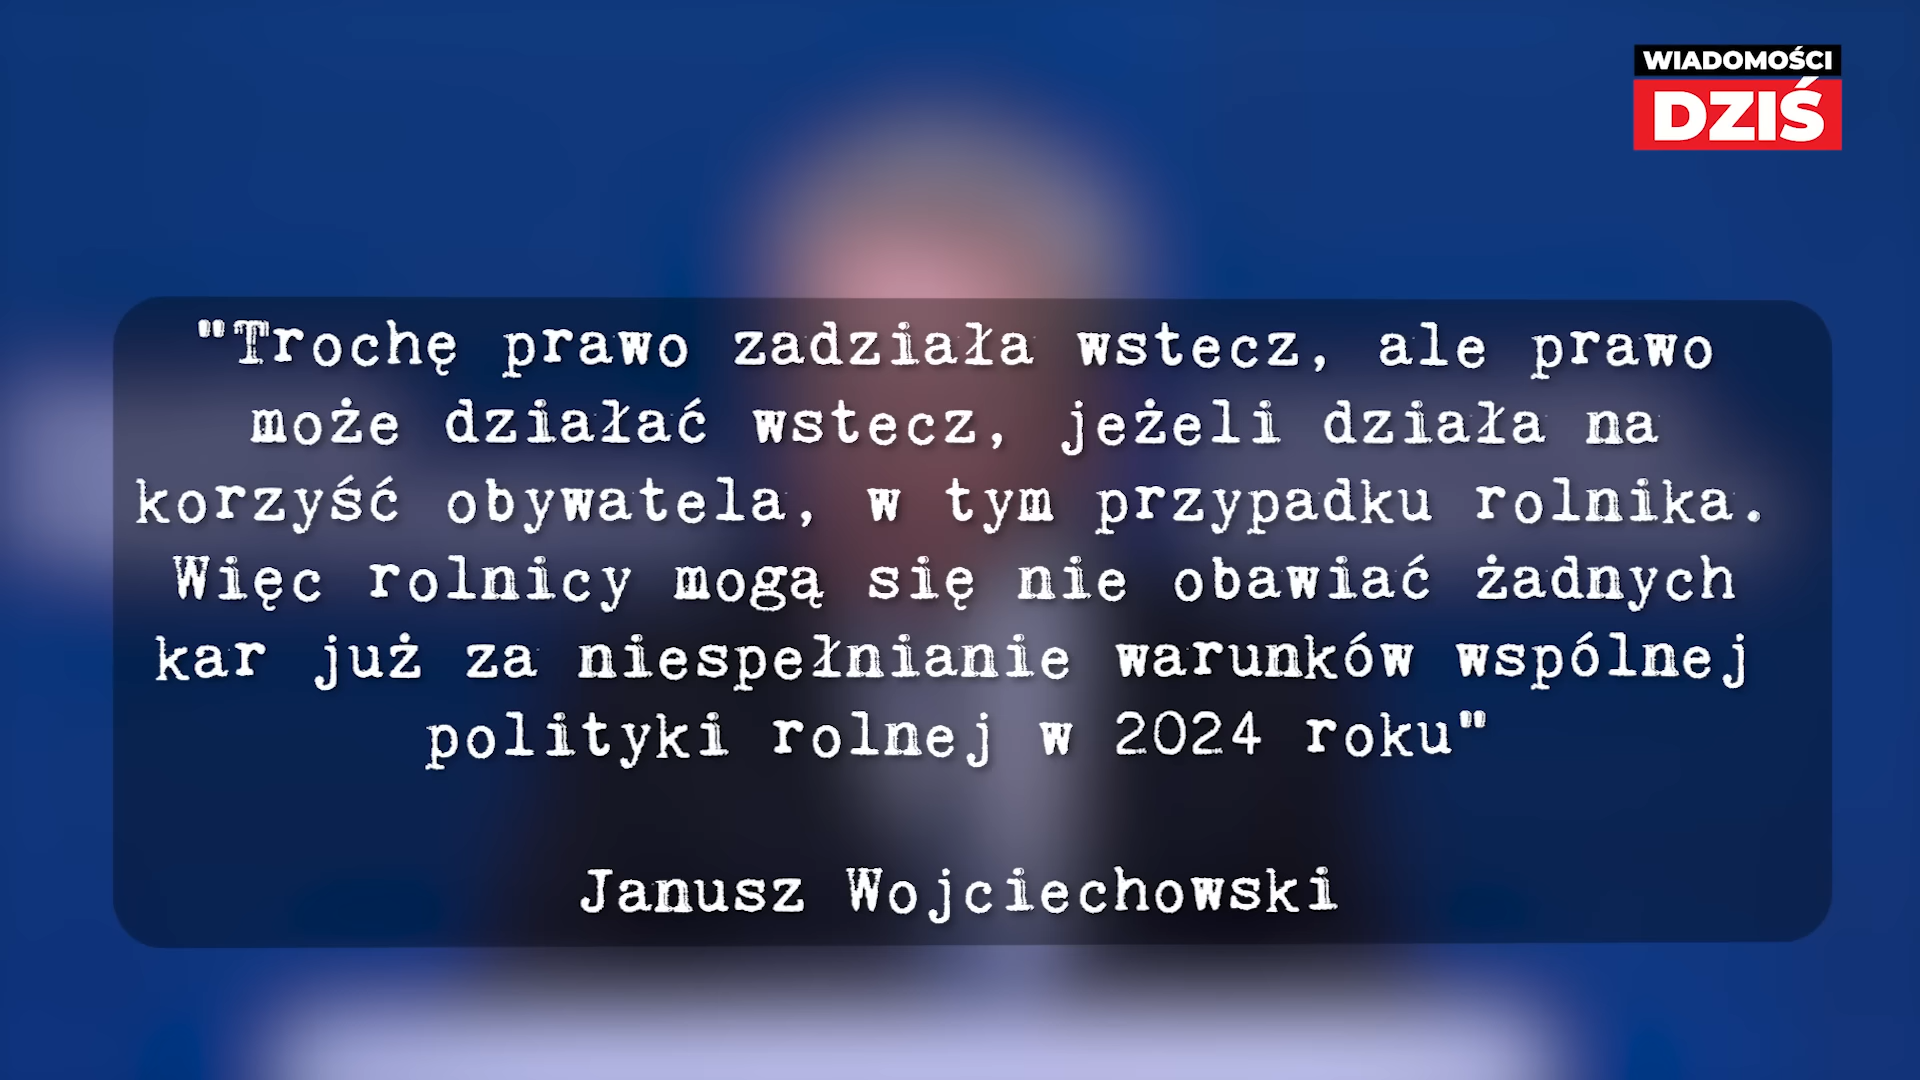 WIADOMOŚCI
DZIŚ
"Trochę prawo zadziała wstecz, ale prawo
może działać wstecz, jeżeli działa na
korzyść obywatela, w tym przypadku rolnika.
Więc rolnicy mogą się nie obawiać żadnych
kar już za niespełnianie warunków wspólnej
polityki rolnej w 2024 roku"
Janusz Wojciechowski